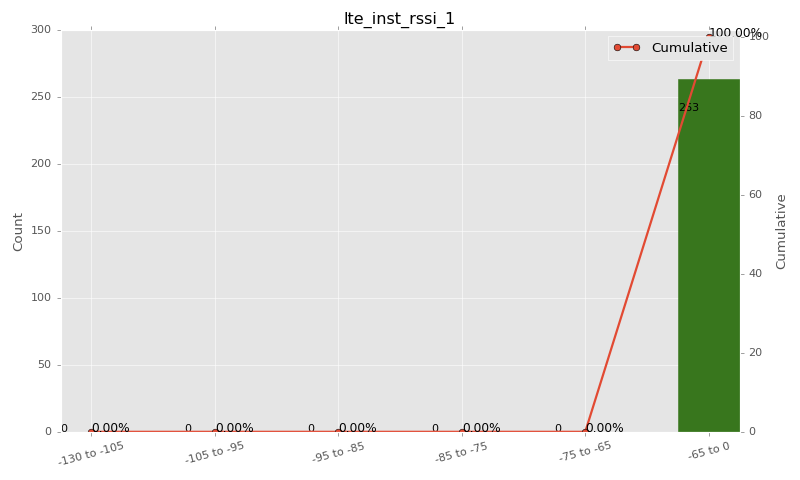 lte_inst_rssi_1
300
250
200
150
100
50
0
Count
100
80
60
40
20
0
Cumulative
Cumulative
100.00%
263
0 0.00%
0 0.00%
0 0.00%
0 0.00%
0 0.00%
-130 to -105
-105 to -95
-95 to -85
-85 to -75
-75 to -65
-65 to 0